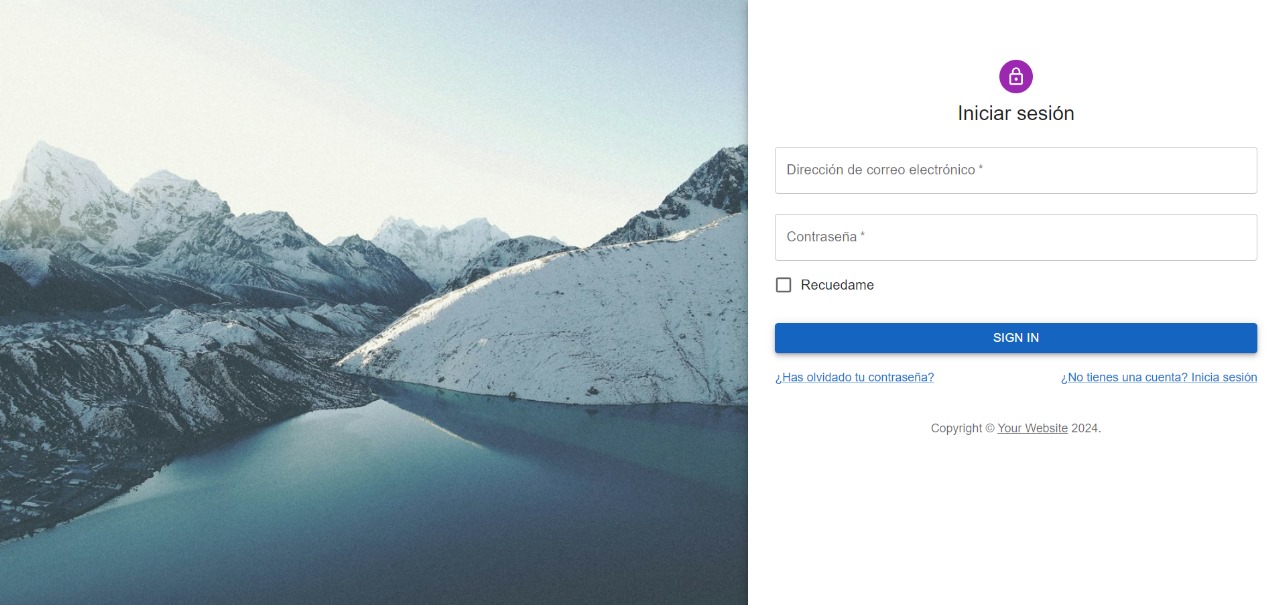 Iniciar sesión
Dirección de correo electrónico *
Contraseña *
Recuedame
SIGN IN
¿Has olvidado tu contraseña? ¿No tienes una cuenta? Inicia sesión
Copyright © Your Website 2024.